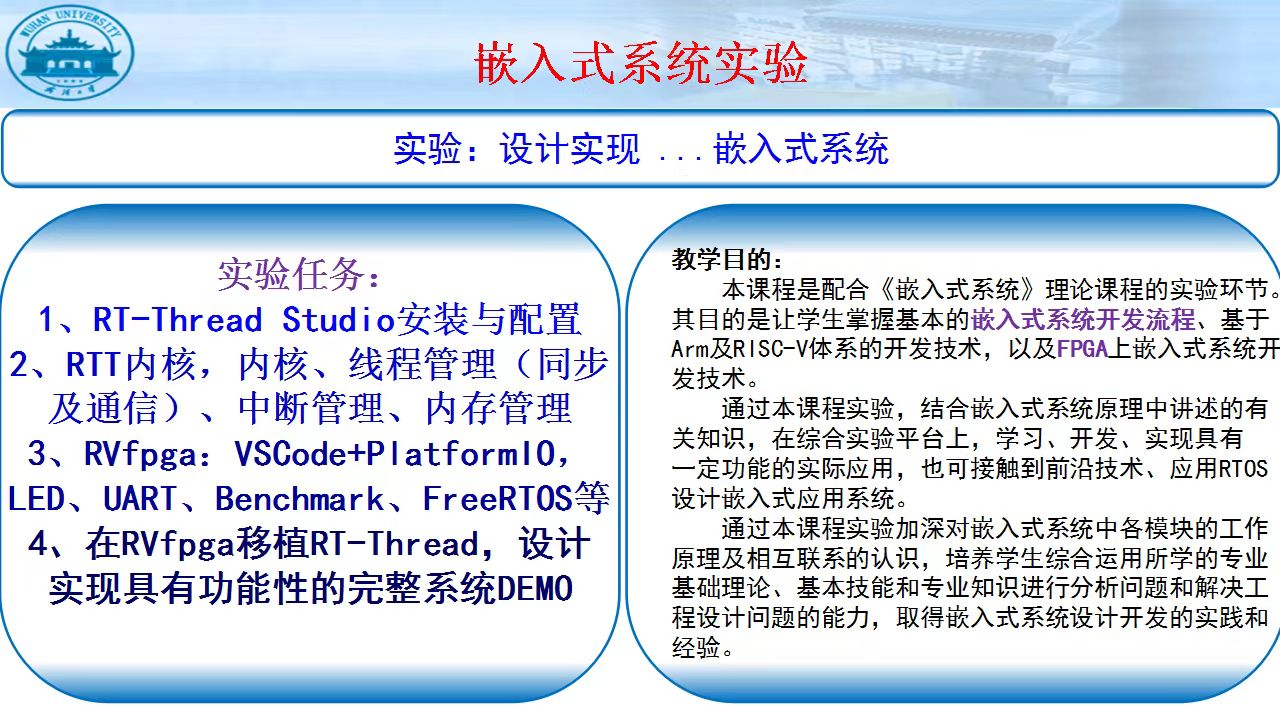 WUHAN UNIVERSITY
嵌入式系统实验
实验：设计实现 ...嵌入式系统
实验任务：
1、RT-Thread Studio安装与配置
2、RTT内核，内核、线程管理（同步
及通信）、中断管理、内存管理
3、RVfpga：VSCode+PlatformIO，
LED、UART、Benchmark、FreeRTOS等
4、在RVfpga移植RT-Thread，设计
实现具有功能性的完整系统DEMO
教学目的：
本课程是配合《嵌入式系统》理论课程的实验环节。
其目的是让学生掌握基本的嵌入式系统开发流程、基于
Arm及RISC-V体系的开发技术，以及FPGA上嵌入式系统开
发技术。
通过本课程实验，结合嵌入式系统原理中讲述的有
关知识，在综合实验平台上，学习、开发、实现具有
一定功能的实际应用，也可接触到前沿技术、应用RTOS
设计嵌入式应用系统。
通过本课程实验加深对嵌入式系统中各模块的工作
原理及相互联系的认识，培养学生综合运用所学的专业
基础理论、基本技能和专业知识进行分析问题和解决工
程设计问题的能力，取得嵌入式系统设计开发的实践和
经验。